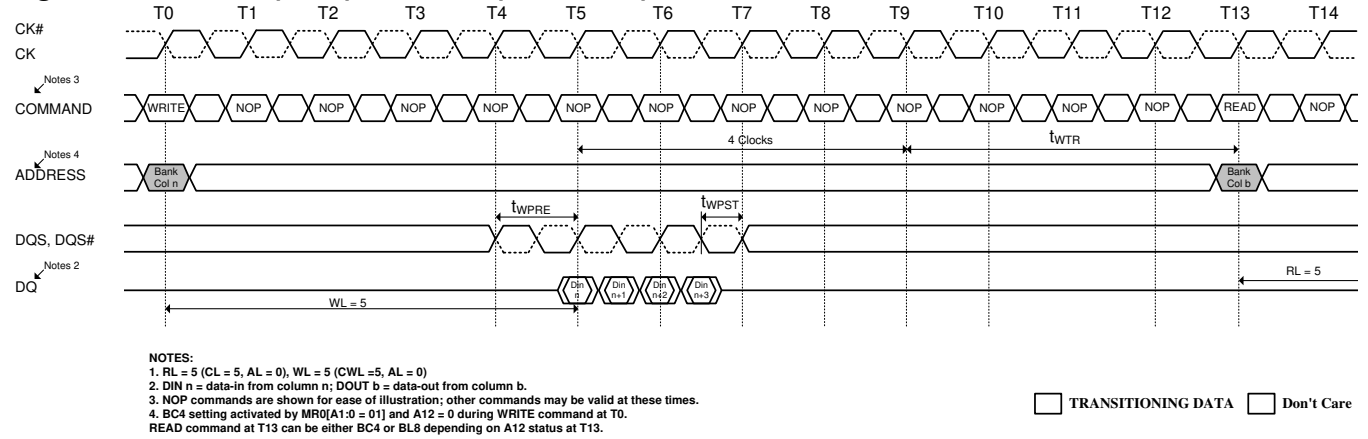 T0 T1 T2 T3 T4 T5 T6 T7 T8 T9 T10 T11 T12 T13 T14
CK#
CK
Notes 3
COMMAND WRITE NOP NOP NOP NOP NOP NOP NOP NOP NOP NOP NOP NOP READ NOP
4 Clocks tWTR
Notes 4
ADDRESS
Bank Bank
Col n Col b
tWPRE tWPST
DQS, DQS#
Notes 2
DQ
Din Din Din Din
n n+1 n+2 n+3
RL = 5
WL = 5
NOTES:
1. RL = 5 (CL = 5, AL = 0), WL = 5 (CWL =5, AL = 0)
2. DIN n = data-in from column n; DOUT b = data-out from column b.
3. NOP commands are shown for ease of illustration; other commands may be valid at these times.
4. BC4 setting activated by MR0[A1:0 = 01] and A12 = 0 during WRITE command at T0.
READ command at T13 can be either BC4 or BL8 depending on A12 status at T13.
TRANSITIONING DATA Don't Care